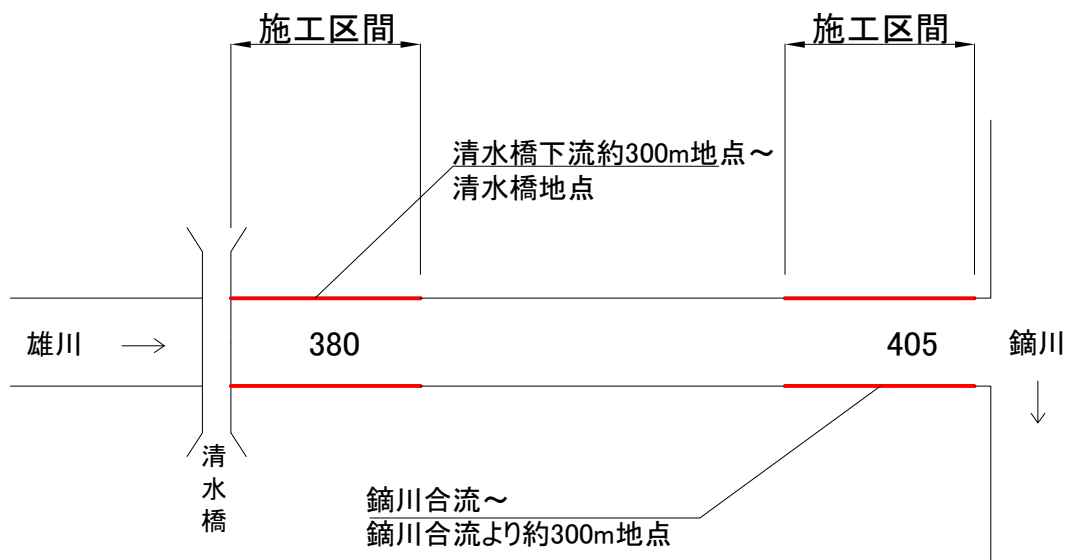 施工区間
施工区間
清水橋下流約300m地点～
清水橋地点
雄川
380
405
鏑川
清水橋
鏑川合流～
鏑川合流より約300m地点